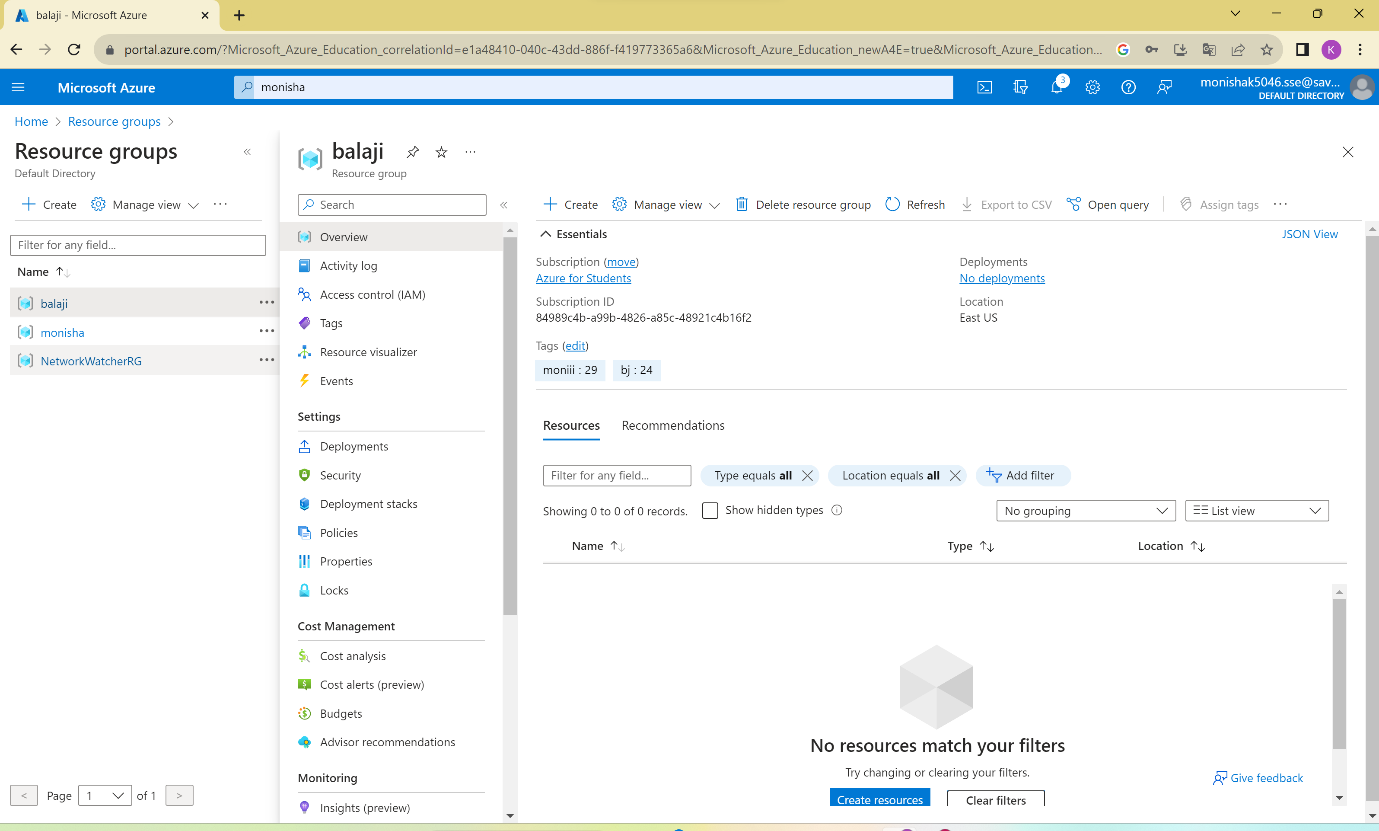 balaji - Microsoft Azure
portal.azure.com/?Microsoft_Azure_Education_correlationId=e1a48410-040c-43dd-886f-f419773365a6&Microsoft_Azure_Education_newA4E=true&Microsoft_Azure_Education...
K
Microsoft Azure
monisha
3
monishak5046.sse@sav...
DEFAULT DIRECTORY
Home > Resource groups >
Resource groups
Default Directory
Create
Manage view
...
Filter for any field...
Name
balaji
monisha
NetworkWatcherRG
< Page 1 of 1 >
balaji
Resource group
Search
Overview
Activity log
Access control (IAM)
Tags
Resource visualizer
Events
Settings
Deployments
Security
Deployment stacks
Policies
Properties
Locks
Cost Management
Cost analysis
Cost alerts (preview)
Budgets
Advisor recommendations
Monitoring
Insights (preview)
Create
Manage view
Delete resource group
Refresh
Export to CSV
Open query
Assign tags
...
Essentials
JSON View
Subscription (move)
Azure for Students
Subscription ID
84989c4b-a99b-4826-a85c-48921c4b16f2
Deployments
No deployments
Location
East US
Tags (edit)
moniii : 29
bj : 24
Resources
Recommendations
Filter for any field...
Type equals all
Location equals all
Add filter
Showing 0 to 0 of 0 records.
Show hidden types
No grouping
List view
Name
Type
Location
No resources match your filters
Try changing or clearing your filters.
Create resources
Clear filters
Give feedback